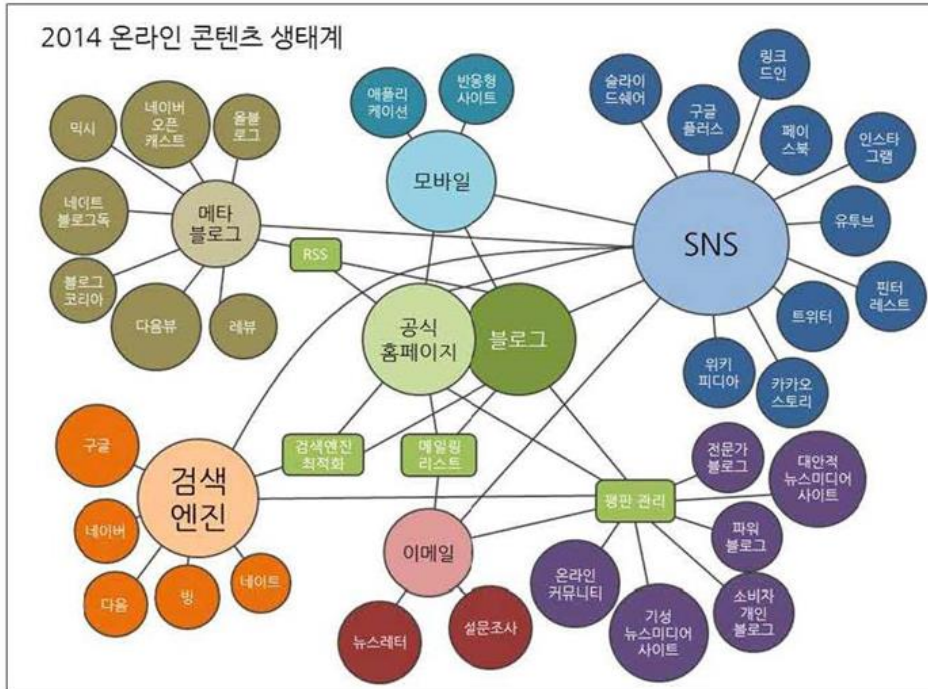 2014 온라인 콘텐츠 생태계
믹시
네이버
오픈
캐스트
올블
로그
네이트
블로그독
메타
블로그
블로그
코리아
다음뷰
레뷰
RSS
애플리
케이션
반응형
사이트
모바일
슬라이
드쉐어
구글
플러스
링크
드인
페이
스북
인스타
그램
SNS
유투브
핀터
레스트
트위터
위키
피디아
카카오
스토리
공식
홈페이지
블로그
검색엔진
최적화
메일링
리스트
구글
검색
엔진
네이버
다음
빙
네이트
이메일
뉴스레터
설문조사
평판 관리
전문가
블로그
대안적
뉴스미디어
사이트
파워
블로그
온라인
커뮤니티
기성
뉴스미디어
사이트
소비자
개인
블로그